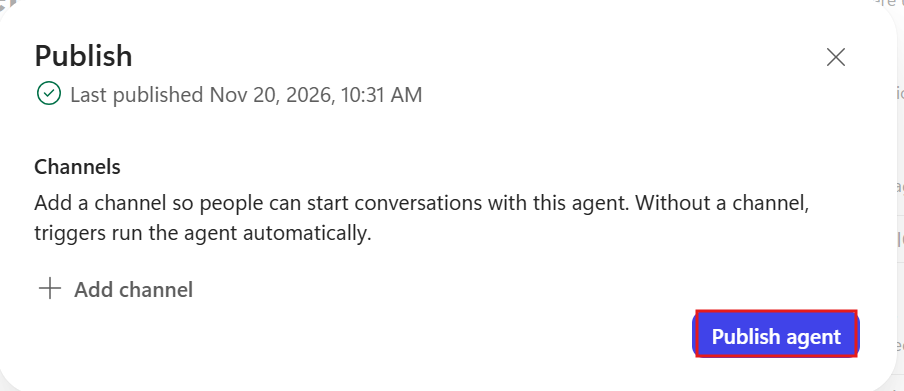 Publish
Last published Nov 20, 2026, 10:31 AM
Channels
Add a channel so people can start conversations with this agent. Without a channel,
triggers run the agent automatically.
Add channel
Publish agent